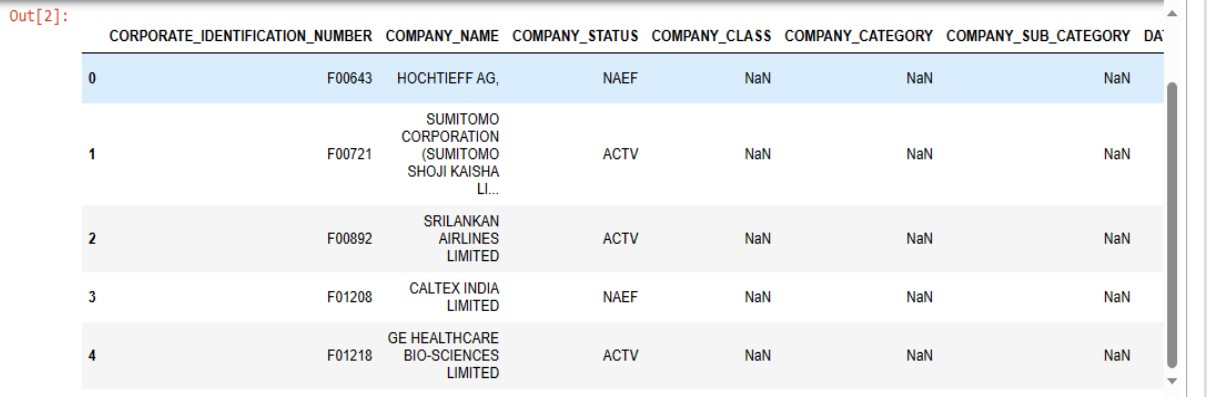 Out[2]:
CORPORATE_IDENTIFICATION_NUMBER COMPANY_NAME COMPANY_STATUS COMPANY_CLASS COMPANY_CATEGORY COMPANY_SUB_CATEGORY DAT
0 F00643 HOCHTIEFF AG, NAEF NaN NaN NaN
SUMITOMO
CORPORATION
1 F00721 (SUMITOMO ACTV NaN NaN NaN
SHOJI KAISHA
LI...
SRILANKAN
2 F00892 AIRLINES ACTV NaN NaN NaN
LIMITED
3 F01208 CALTEX INDIA NAEF NaN NaN NaN
LIMITED
GE HEALTHCARE
4 F01218 BIO-SCIENCES ACTV NaN NaN NaN
LIMITED